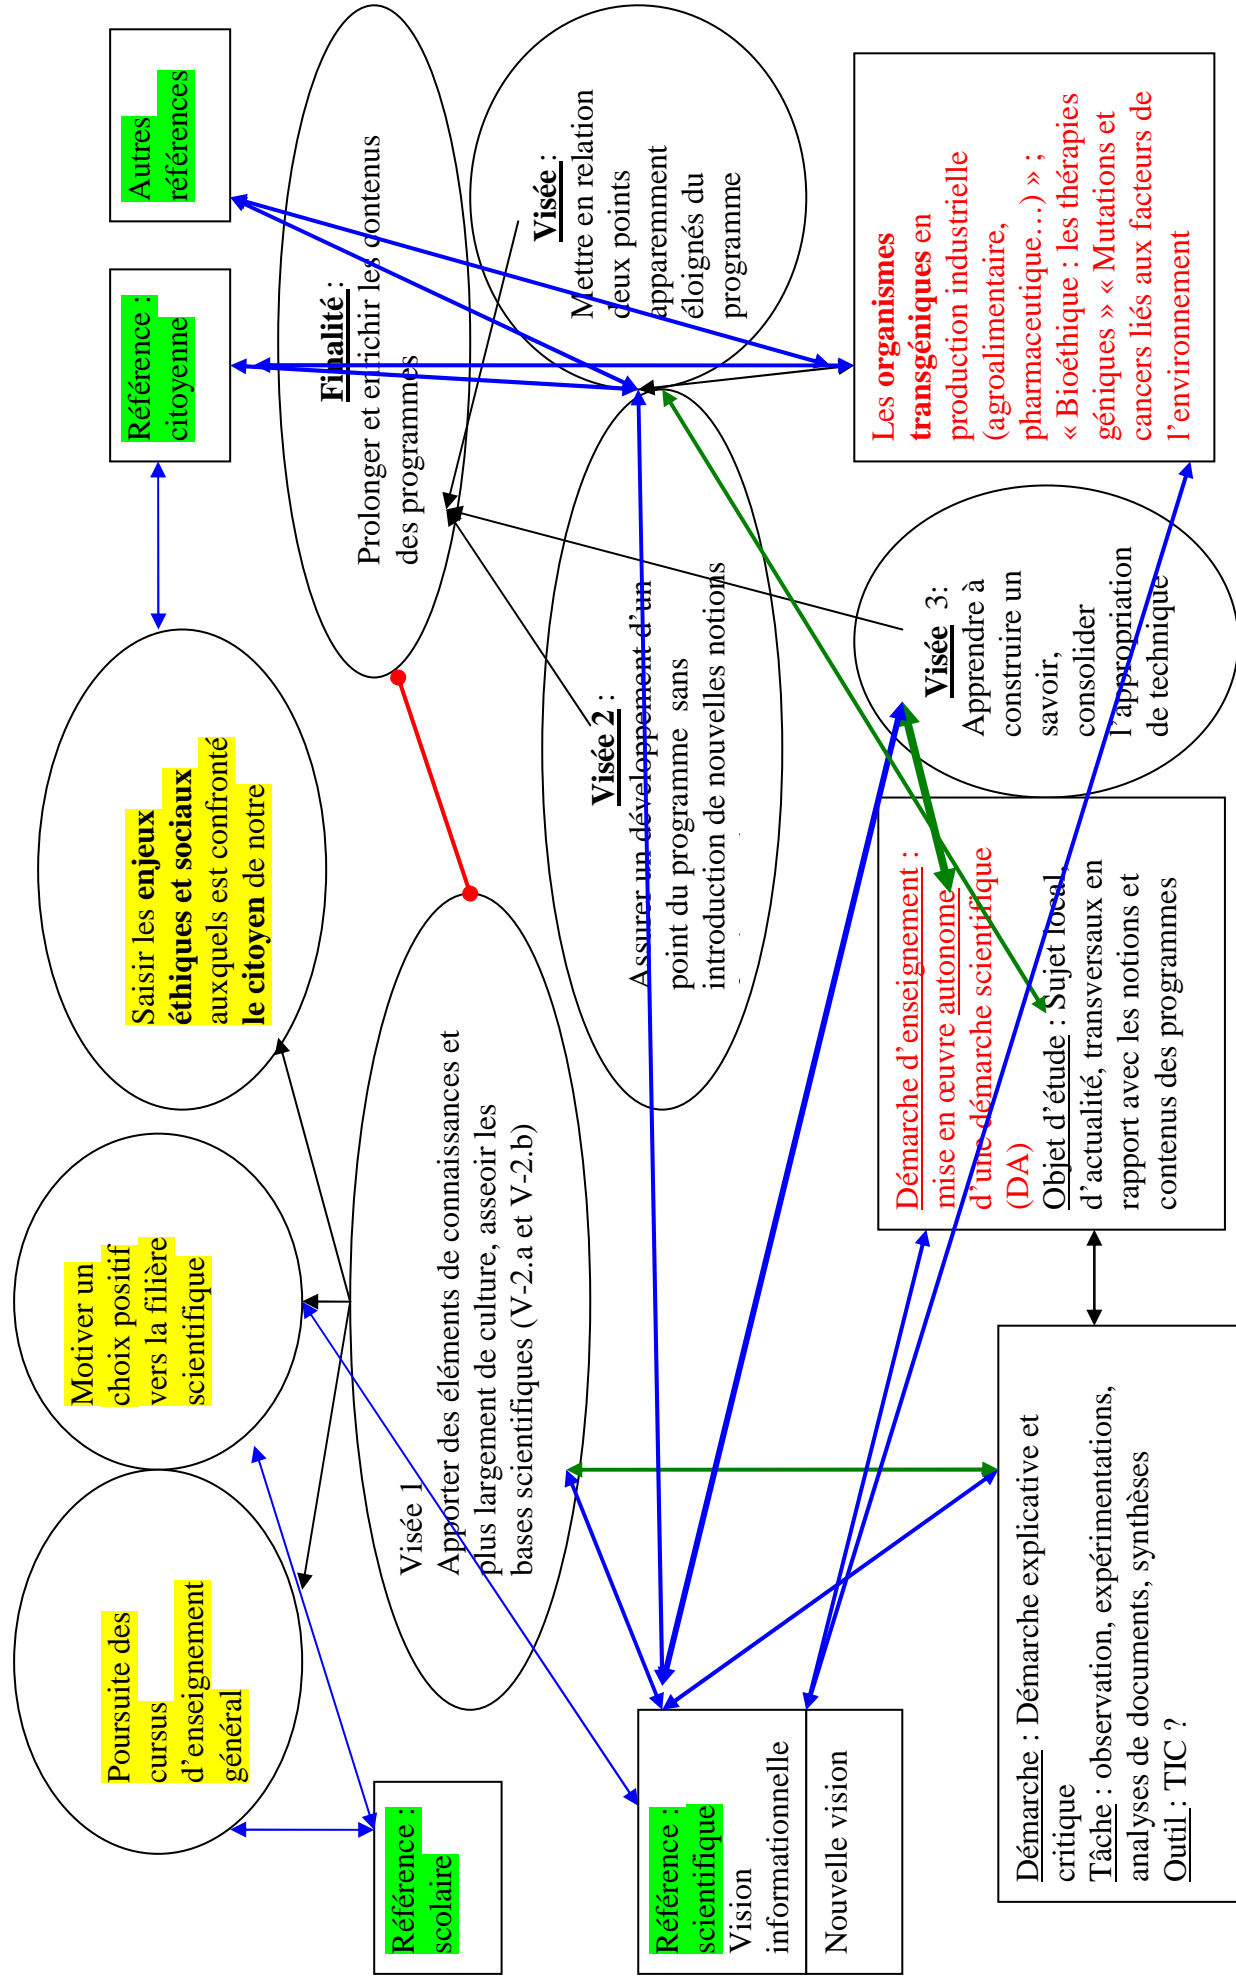 Poursuite des
cursus
d'enseignement
général
Motiver un
choix positif
vers la filière
scientifique
Saisir les enjeux
éthiques et sociaux
auxquels est confronté
le citoyen de notre
Référence :
citoyenne
Autres
références
Référence :
scolaire
Visée 1
Apporter des éléments de connaissances et
plus largement de culture, asseoir les
bases scientifiques (V-2.a et V-2.b)
Finalité :
Prolonger et enrichir les contenus
des programmes
Référence :
scientifique
Vision
informationnelle
Nouvelle vision
Visée 2 :
Assurer un développement d'un
point du programme sans
introduction de nouvelles notions
Visée :
Mettre en relation
deux points
apparemment
éloignés du
programme
Démarche d'enseignement :
mise en œuvre autonome
d'une démarche scientifique
(DA)
Objet d'étude : Sujet local,
d'actualité, transversaux en
rapport avec les notions et
contenus des programmes
Visée 3:
Apprendre à
construire un
savoir,
consolider
l'appropriation
de technique
Les organismes
transgéniques en
production industrielle
(agroalimentaire,
pharmaceutique…) » ;
« Bioéthique : les thérapies
géniques » « Mutations et
cancers liés aux facteurs de
l'environnement
Démarche : Démarche explicative et
critique
Tâche : observation, expérimentations,
analyses de documents, synthèses
Outil : TIC ?